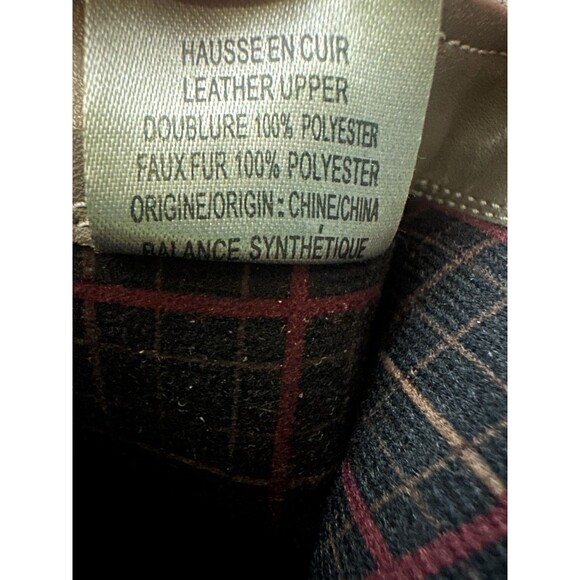 HAUSSE EN CUIR
LEATHER UPPER
DOUBLURE 100% POLYESTER
FAUX FUR 100% POLYESTER
ORIGINE/ORIGIN: CHINE/CHINA
BALANCE SYNTHÉTIQUE